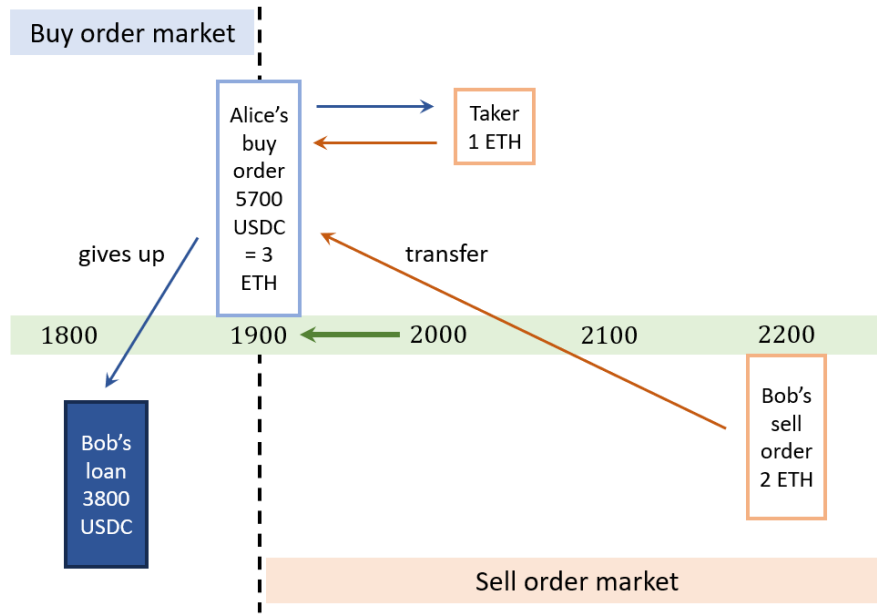 Buy order market
Alice's
buy
order
5700
USDC
= 3
ETH
Taker
1 ETH
gives up
transfer
1800
1900
2000
2100
2200
Bob's
loan
3800
USDC
Bob's
sell
order
2 ETH
Sell order market